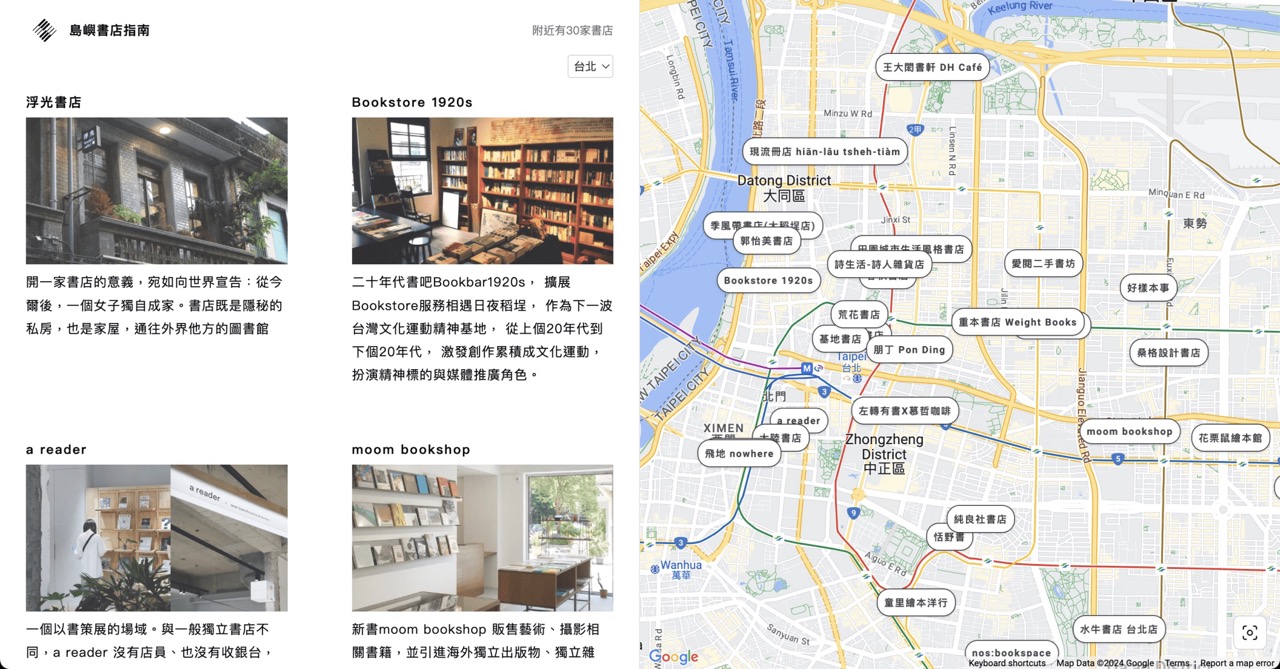 島嶼書店指南
附近有30家書店
台北
浮光書店
開一家書店的意義，宛如向世界宣告：從今
爾後，一個女子獨自成家。書店既是隱秘的
私房，也是家屋，通往外界他方的圖書館
Bookstore 1920s
二十年代書吧Bookbar1920s， 擴展
Bookstore服務相遇日夜稻埕， 作為下一波
台灣文化運動精神基地， 從上個20年代到
下個20年代， 激發創作累積成文化運動，
扮演精神標的與媒體推廣角色。
a reader
a reader
一個以書策展的場域。與一般獨立書店不
同，a reader 沒有店員、也沒有收銀台，
moom bookshop
新書moom bookshop 販售藝術、攝影相
關書籍，並引進海外獨立出版物、獨立雜
Keelung River
TAIPEI CITY
Tamsui River
Longbin Rd
王大閎書軒 DH Café
Minzu W Rd
2甲
Linsen N Rd
現流冊店 hiān-lâu tsheh-tiàm
Datong District
大同區
Minquan E Rd
東勢
Jinxi St
季風帶書店(大稻埕店)
郭怡美書店
田園城市生活風格書店
詩生活-詩人雜貨店
愛閱二手書坊
Bookstore 1920s
好樣本事
荒花書店
重本書店 Weight Books
基地書店
朋丁 Pon Ding
桑格設計書店
Taipei
台北
M
3
北門
NEW TAIPEI CITY
TAIPEI CITY
左轉有書X慕哲咖啡
a reader
XIMEN
大陸書店
飛地 nowhere
Zhongzheng
District
中正區
moom bookshop
花栗鼠繪本館
5
9
純良社書店
恬野書
3
Wanhua
萬華
Aiguo E Rd
童里繪本洋行
Sanyuan St
水牛書店 台北店
nos:bookspace
Google
Keyboard shortcuts
Map Data ©2024 Google
Terms
Report a map error